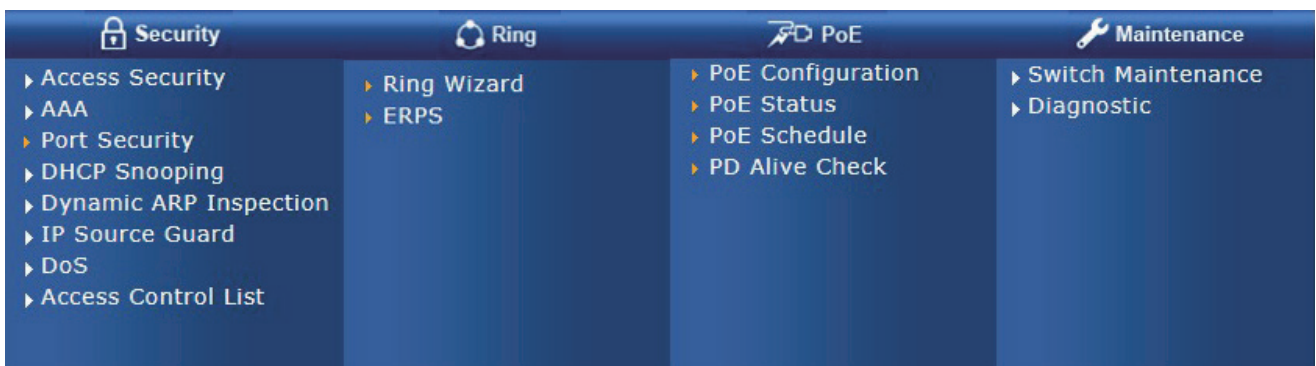 Security
Access Security
AAA
Port Security
DHCP Snooping
Dynamic ARP Inspection
IP Source Guard
DoS
Access Control List
Ring
Ring Wizard
ERPS
PoE
PoE Configuration
PoE Status
PoE Schedule
PD Alive Check
Maintenance
Switch Maintenance
Diagnostic